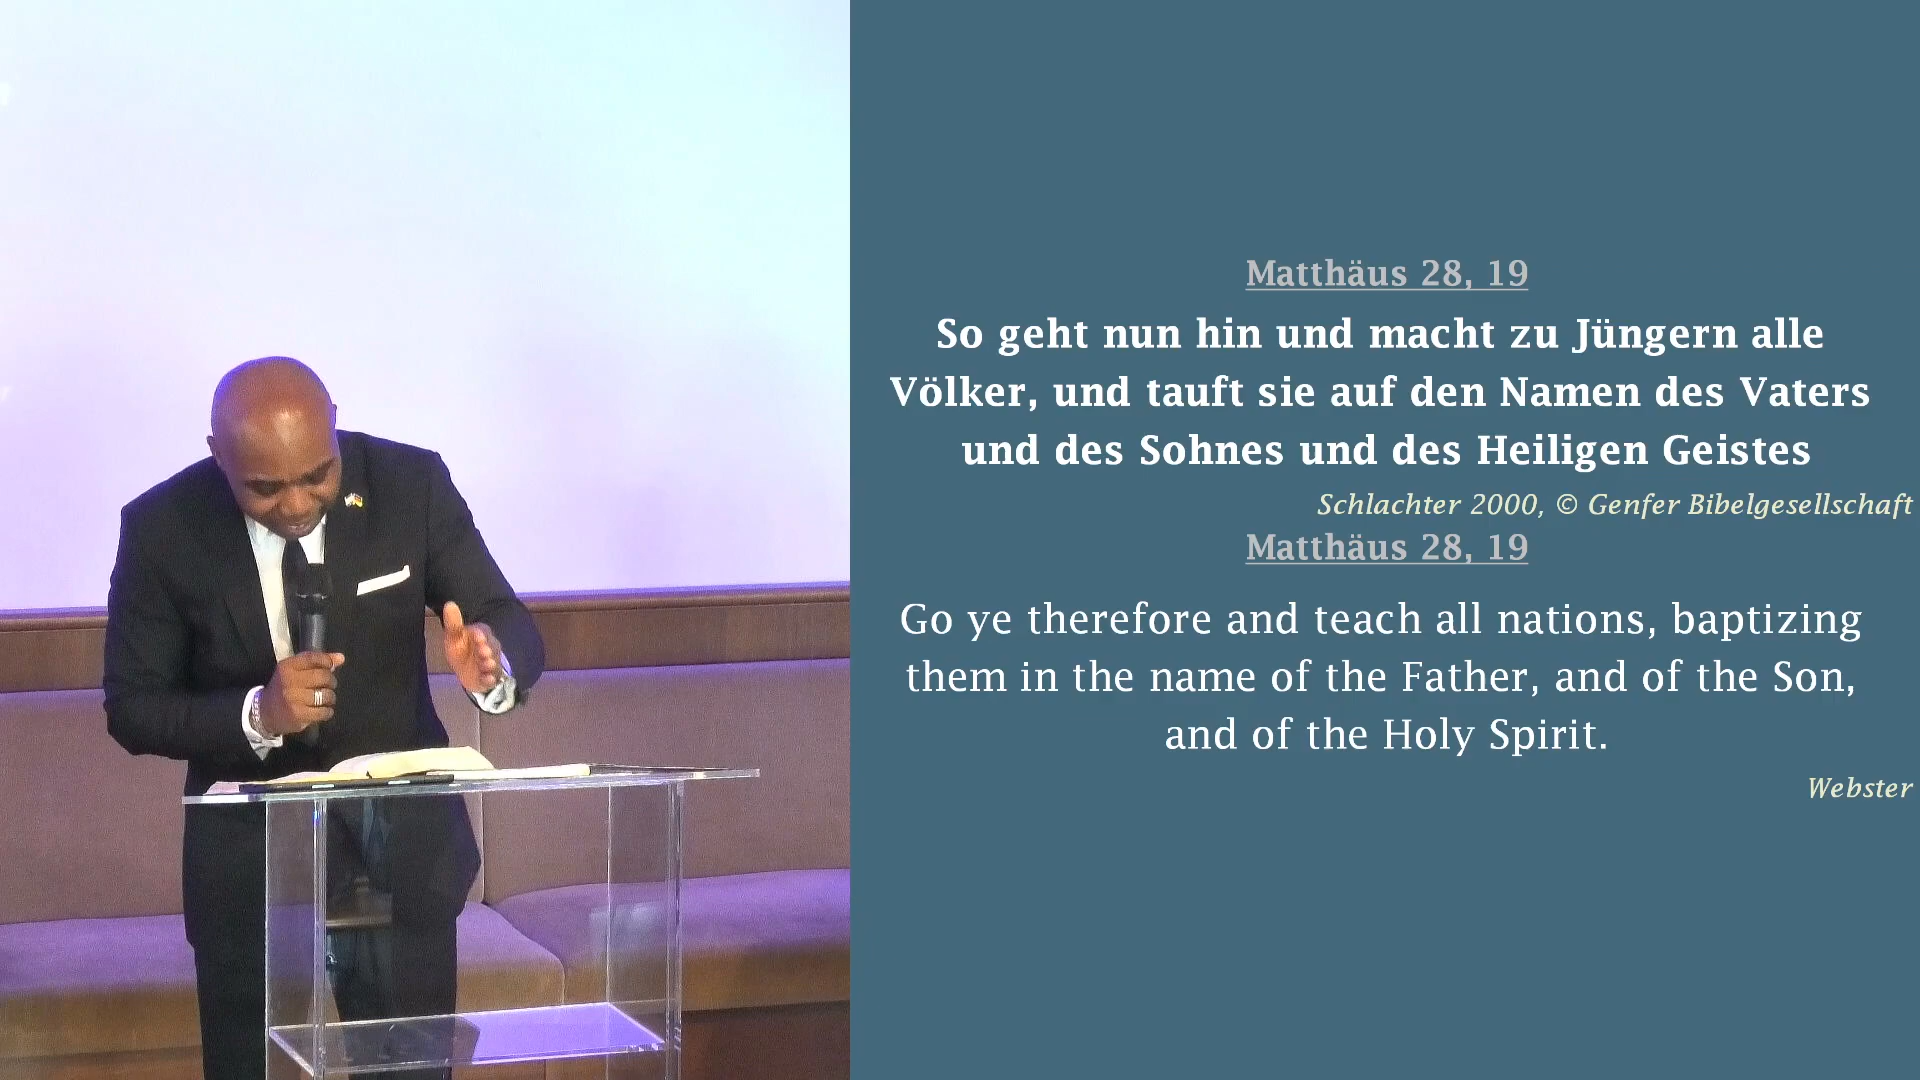 Matthäus 28, 19
So geht nun hin und macht zu Jüngern alle
Völker, und tauft sie auf den Namen des Vaters
und des Sohnes und des Heiligen Geistes
Schlachter 2000, © Genfer Bibelgesellschaft
Matthäus 28, 19
Go ye therefore and teach all nations, baptizing
them in the name of the Father, and of the Son,
and of the Holy Spirit.
Webster